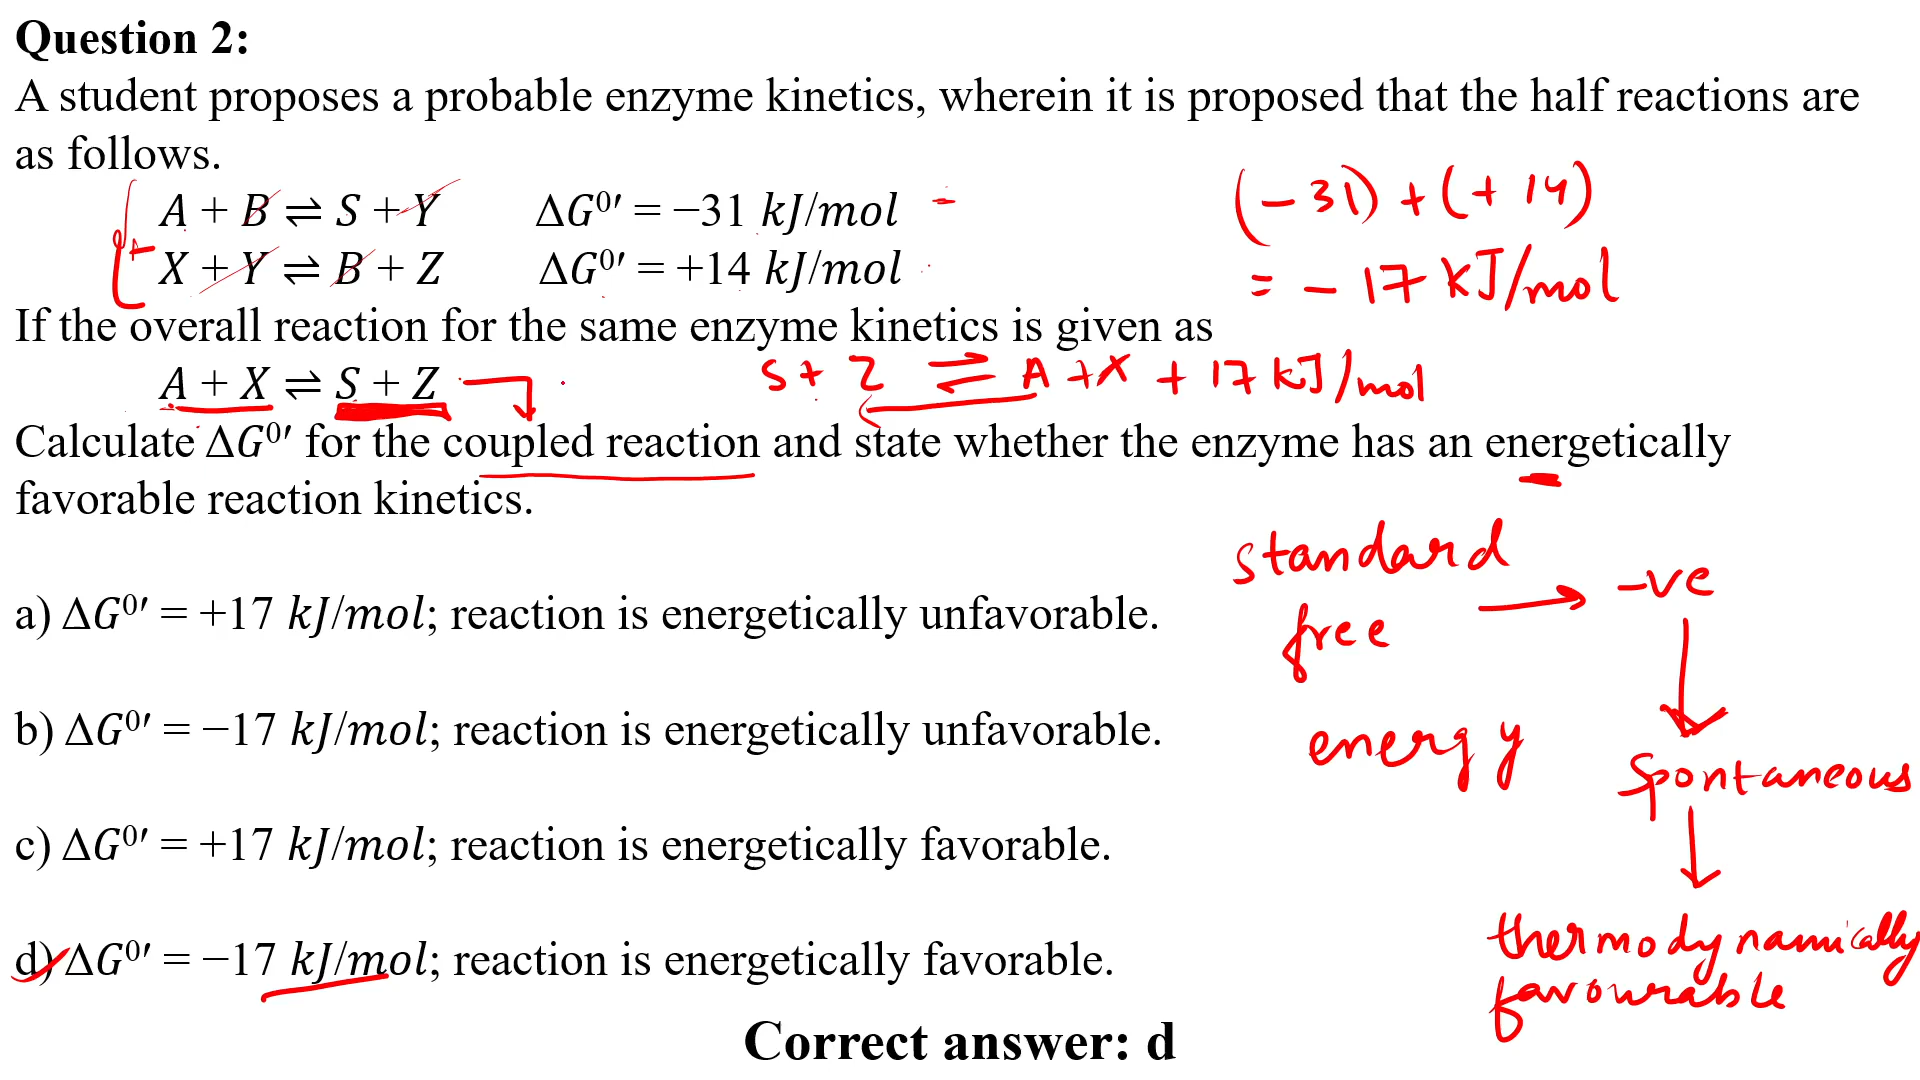 Question 2:
A student proposes a probable enzyme kinetics, wherein it is proposed that the half reactions are
as follows.
A + B ⇌ S + Y ΔG⁰′ = −31 kJ/mol
(−31) + (+ 14)
X + Y ⇌ B + Z ΔG⁰′ = +14 kJ/mol
= − 17 kJ/mol
If the overall reaction for the same enzyme kinetics is given as
A + X ⇌ S + Z
S + Z ⇌ A + X + 17 kJ/mol
Calculate ΔG⁰′ for the coupled reaction and state whether the enzyme has an energetically
favorable reaction kinetics.
standard
free → -ve
energy
spontaneous
thermodynamically
favourable
a) ΔG⁰′ = +17 kJ/mol; reaction is energetically unfavorable.
b) ΔG⁰′ = −17 kJ/mol; reaction is energetically unfavorable.
c) ΔG⁰′ = +17 kJ/mol; reaction is energetically favorable.
d) ΔG⁰′ = −17 kJ/mol; reaction is energetically favorable.
Correct answer: d